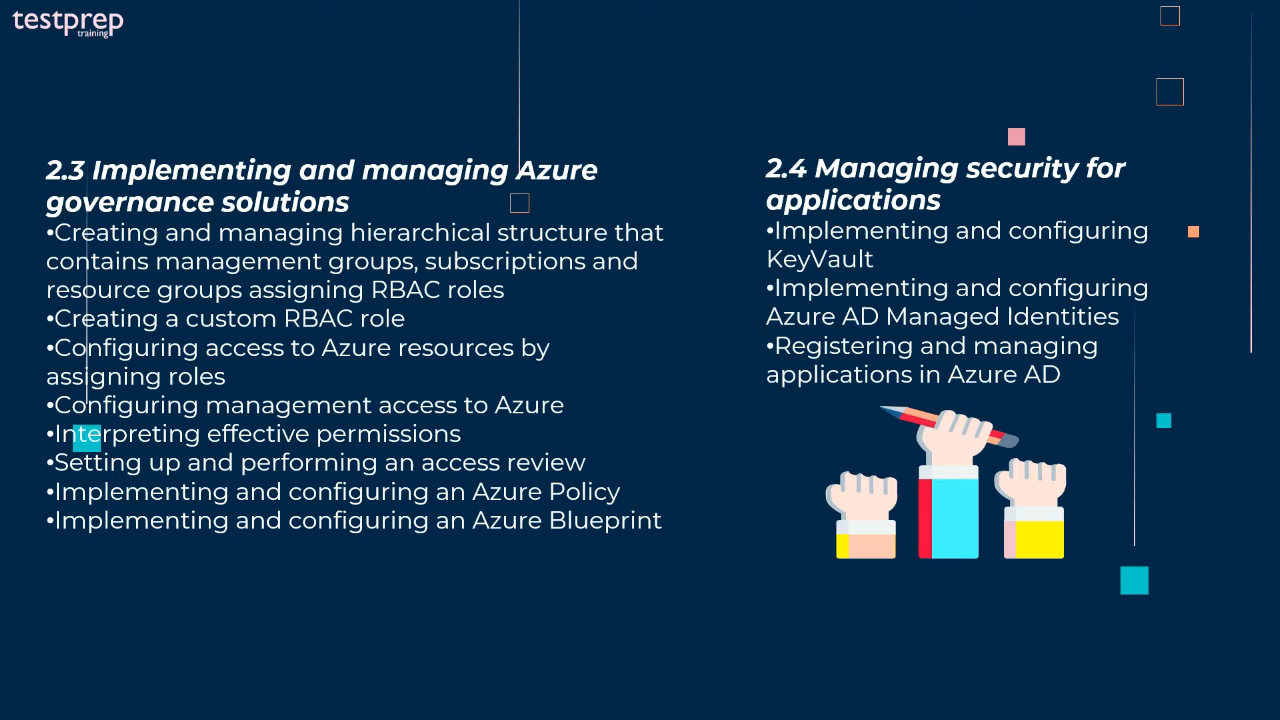 testprep
training
2.3 Implementing and managing Azure
governance solutions
•Creating and managing hierarchical structure that
contains management groups, subscriptions and
resource groups assigning RBAC roles
•Creating a custom RBAC role
•Configuring access to Azure resources by
assigning roles
•Configuring management access to Azure
•Interpreting effective permissions
•Setting up and performing an access review
•Implementing and configuring an Azure Policy
•Implementing and configuring an Azure Blueprint
2.4 Managing security for
applications
•Implementing and configuring
KeyVault
•Implementing and configuring
Azure AD Managed Identities
•Registering and managing
applications in Azure AD